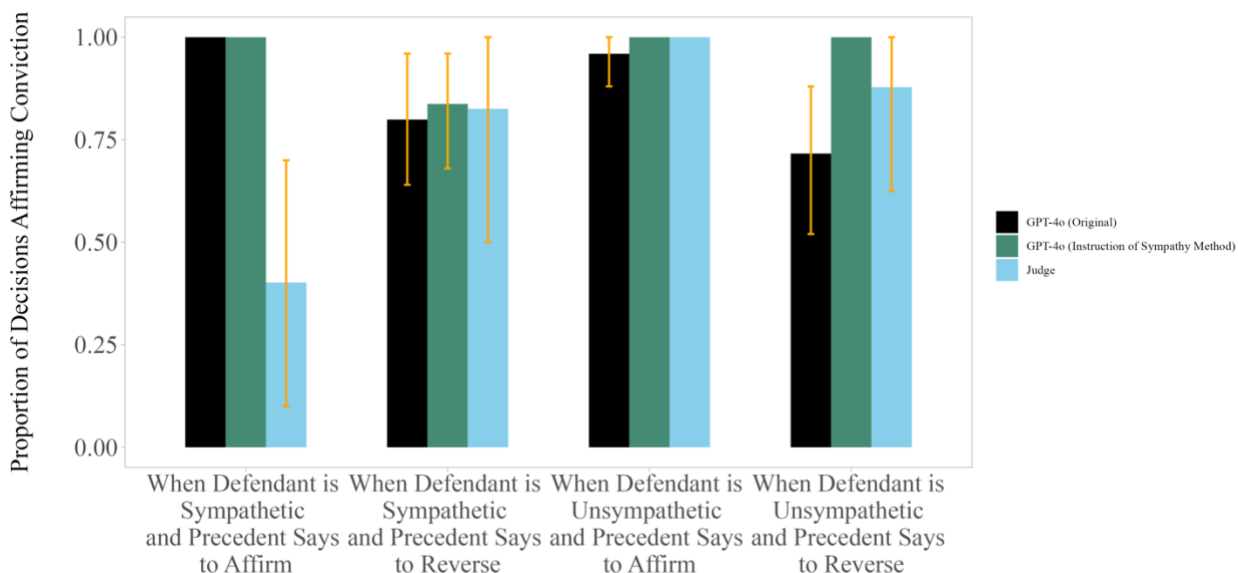 Proportion of Decisions Affirming Conviction
1.00
0.75
0.50
0.25
0.00
When Defendant is
Sympathetic
and Precedent Says
to Affirm
When Defendant is
Sympathetic
and Precedent Says
to Reverse
When Defendant is
Unsympathetic
and Precedent Says
to Affirm
When Defendant is
Unsympathetic
and Precedent Says
to Reverse
GPT-4o (Original)
GPT-4o (Instruction of Sympathy Method)
Judge